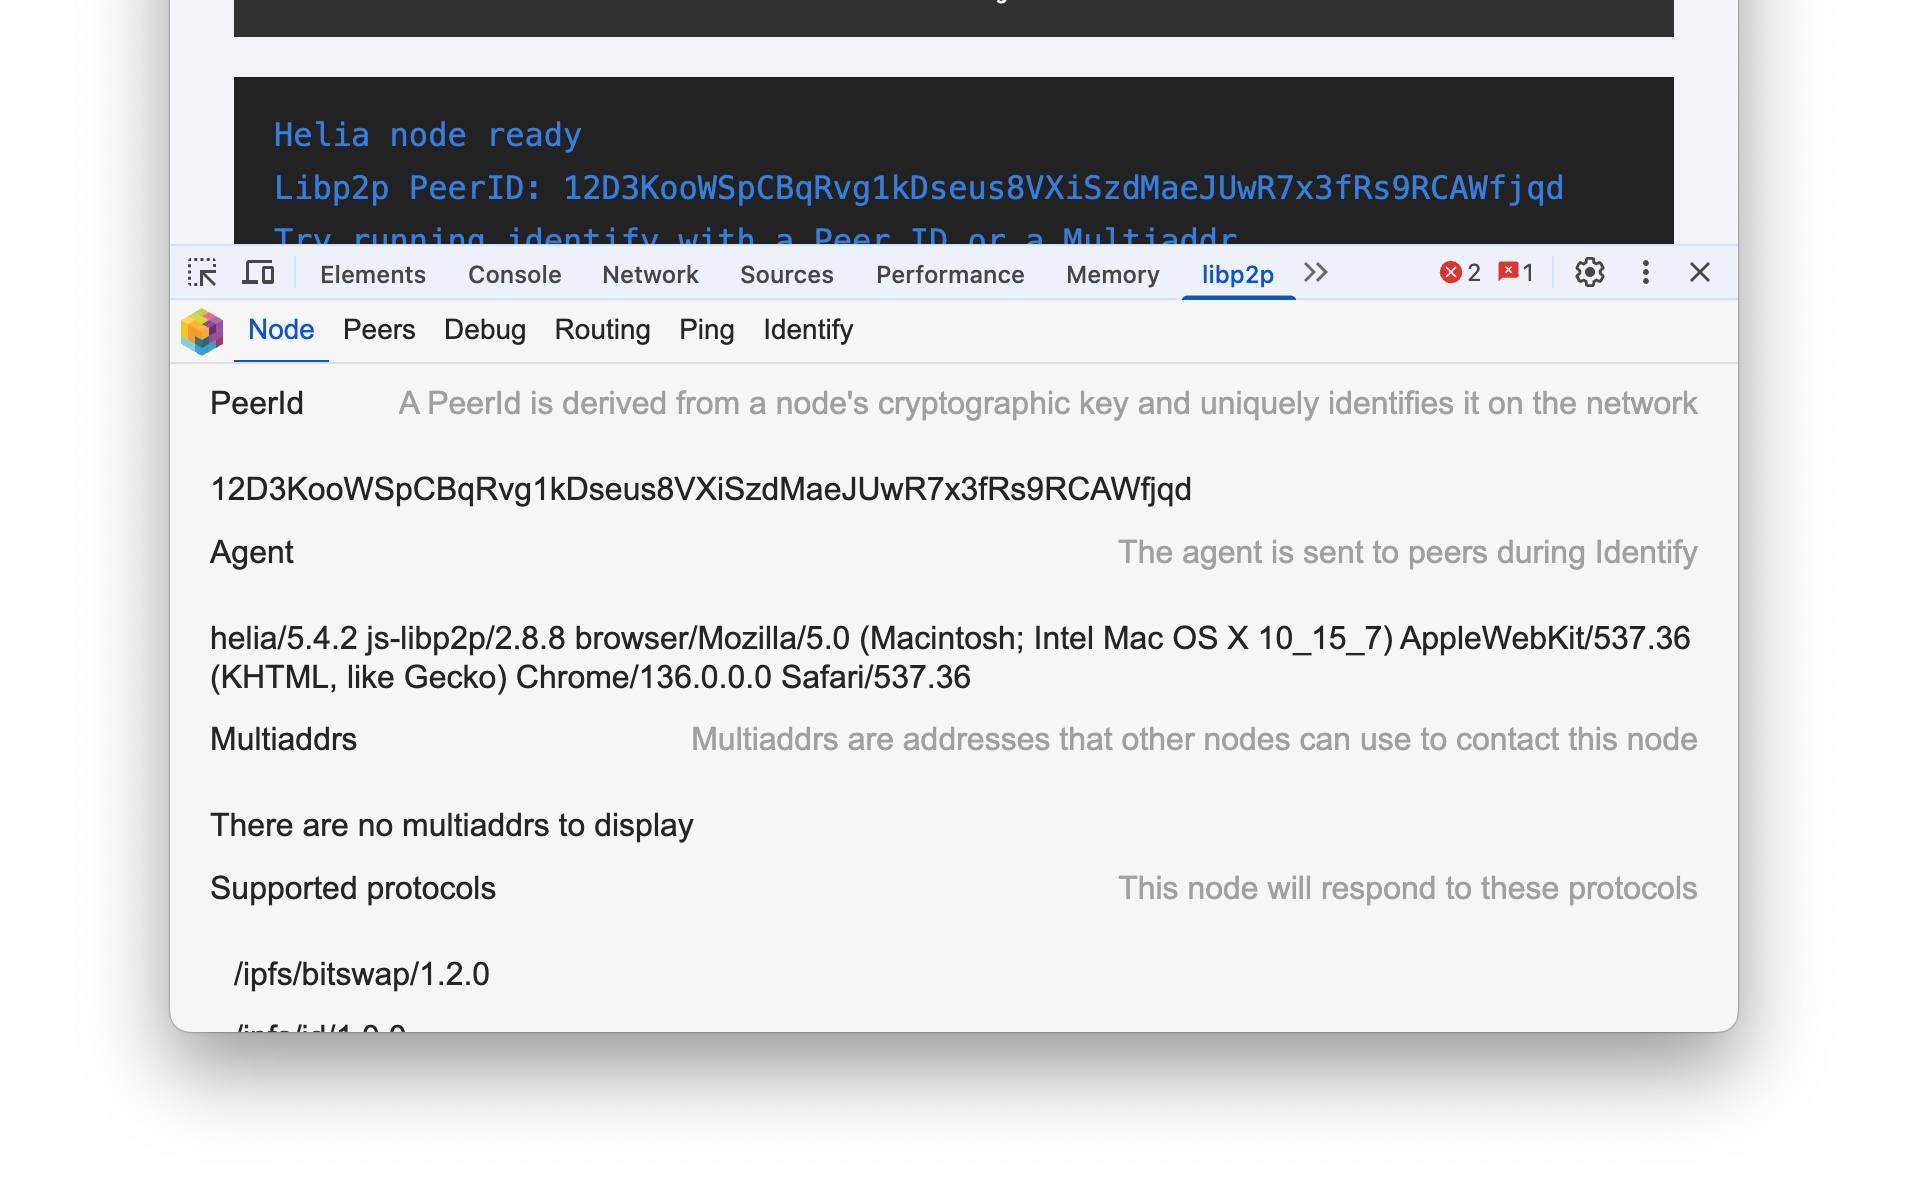 Helia node ready
Libp2p PeerID: 12D3KooWSpCBqRvg1kDseus8VXiSzdMaeJUwR7x3fRs9RCAWfjqd
Try running identify with a Peer ID or a Multiaddr
Elements Console Network Sources Performance Memory libp2p 2 1
Node Peers Debug Routing Ping Identify
PeerId A PeerId is derived from a node's cryptographic key and uniquely identifies it on the network
12D3KooWSpCBqRvg1kDseus8VXiSzdMaeJUwR7x3fRs9RCAWfjqd
Agent The agent is sent to peers during Identify
helia/5.4.2 js-libp2p/2.8.8 browser/Mozilla/5.0 (Macintosh; Intel Mac OS X 10_15_7) AppleWebKit/537.36
(KHTML, like Gecko) Chrome/136.0.0.0 Safari/537.36
Multiaddrs Multiaddrs are addresses that other nodes can use to contact this node
There are no multiaddrs to display
Supported protocols This node will respond to these protocols
/ipfs/bitswap/1.2.0
/ipfs/id/1.0.0